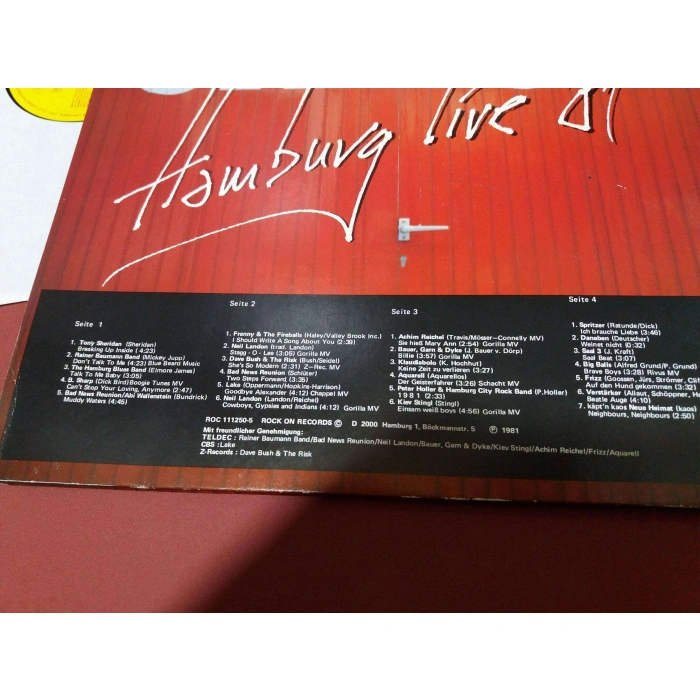 Hamburg live 81
Seite 1
1. Tony Sheridan (Sheridan)
Breaking Up Inside ( 4:23)
2. Rainer Baumann Band (Mickey Jupp)
Don't Talk To Me (4:23) Blue Beard Music
3. The Hamburg Blues Band (Elmore James)
Talk To Me Baby (3:05)
4. B. Sharp (Dick Bird) Boogie Tunes MV
Can't Stop Your Loving, Anymore (2:47)
5. Bad News Reunion/Abi Wallenstein (Bundrick)
Muddy Waters (4:45)
Seite 2
1. Franny & The Fireballs (Haley/Valley Brook Inc.)
I Should Write A Song About You (2:39)
2. Neil Landon (trad. Landon)
Stagg - O - Lee (3:05) Gorilla MV
3. Dave Bush & The Risk (Bush/Seidel)
She's So Modern (2:31) Z-Rec. MV
4. Bad News Reunion (Schlüter)
Two Steps Forward (3:35)
5. Lake (Oppermann/Hopkins-Harrison)
Goodbye Alexander (4:12) Chappel MV
6. Neil Landon (Landon/Reichel)
Cowboys, Gypsies and Indians (4:12) Gorilla MV
Seite 3
1. Achim Reichel (Travis/Mösser—Connelly MV)
Sie hieß Mary Ann (2:54) Gorilla MV
2. Bauer, Garn & Dyke (J. Bauer v. Dörp)
Billie (3:57) Gorilla MV
3. Klaudiabolo (K. Hochhut)
Keine Zeit zu verlieren (3:27)
4. Aquarell (Aquarellos)
Der Geisterfahrer (3:26) Schacht MV
5. Peter Holler & Hamburg City Rock Band (P.Holler)
1 9 8 1 (2:33)
6. Kiev Stingl (Stingl)
Einsam weiß boys (4:56) Gorilla MV
Seite 4
1. Spritzer (Ratunde/Dick)
Ich brauche Liebe (3:46)
2. Daneben (Deutscher)
Weinet nicht (0:32)
3. Saal 3 (J. Kraft)
Saal Beat (3:07)
4. Big Balls (Alfred Grund/P. Grund)
Brave Boys (3:28) Rivus MV
5. Frizz (Goossen, Jürs, Strömer, Cliff
Auf den Hund gekommen (3:32)
6. Verstärker (Allaut, Schöppner, H
Beatle Auge (4:10)
7. käpt'n kaos Neue Heimat (kaos)
Neighbours, Neighbours (2:50)
ROC 111250-5 ROCK ON RECORDS © D 2000 Hamburg 1, Böckmannstr. 5 ℗ 1981
Mit freundlicher Genehmigung:
TELDEC : Rainer Baumann Band/Bad News Reunion/Neil Landon/Bauer, Garn & Dyke/Kiev Stingl/Achim Reichel/Frizz/Aquarell
CBS : Lake
Z-Records : Dave Bush & The Risk